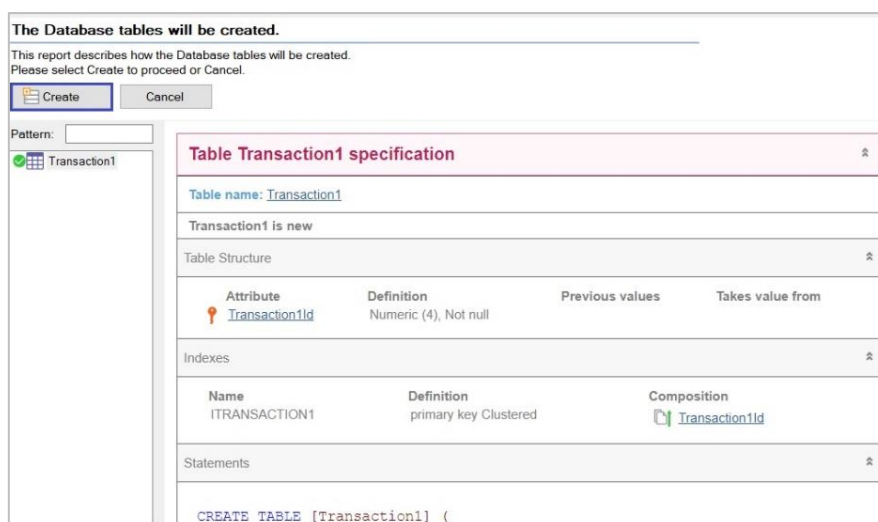 The Database tables will be created.
This report describes how the Database tables will be created.
Please select Create to proceed or Cancel.
Create Cancel
Pattern:
Transaction1
Table Transaction1 specification
Table name: Transaction1
Transaction1 is new
Table Structure
Attribute Definition Previous values Takes value from
Transaction1Id Numeric (4), Not null
Indexes
Name Definition Composition
ITRANSACTION1 primary key Clustered Transaction1Id
Statements
CREATE TABLE [Transaction1] (